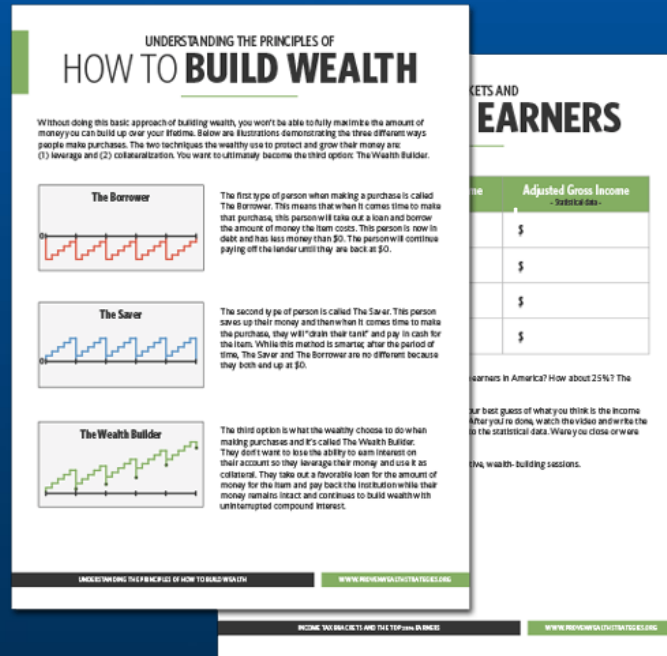 UNDERSTANDING THE PRINCIPLES OF
HOW TO BUILD WEALTH
Without doing this basic approach of building wealth, you won't be able to fully maximize the amount of
money you can build up over your lifetime. Below are illustrations demonstrating the three different ways
people make purchases. The two techniques the wealthy use to protect and grow their money are:
(1) leverage and (2) collateralization. You want to ultimately become the third option: The Wealth Builder.
The Borrower
0
The first type of person when making a purchase is called
The Borrower. This means that when it comes time to make
that purchase, this person will take out a loan and borrow
the amount of money the item costs. This person is now in
debt and has less money than $0. The person will continue
paying off the lender until they are back at $0.
The Saver
0
The second type of person is called The Saver. This person
saves up their money and then when it comes time to make
the purchase, they will "drain their tank" and pay in cash for
the item. While this method is smarter, after the period of
time, The Saver and The Borrower are no different because
they both end up at $0.
The Wealth Builder
The third option is what the wealthy choose to do when
making purchases and it's called The Wealth Builder.
They don't want to lose the ability to earn interest on
their account so they leverage their money and use it as
collateral. They take out a favorable loan for the amount of
money for the item and pay back the institution while their
money remains intact and continues to build wealth with
uninterrupted compound interest.
UNDERSTANDING THE PRINCIPLES OF HOW TO BUILD WEALTH
WWW.PROVENWEALTHSTRATEGIES.ORG
KETS AND
EARNERS
me
Adjusted Gross Income
- Statistical data -
$
$
$
$
earners in America? How about 25%? The
ur best guess of what you think is the income
After you're done, watch the video and write the
to the statistical data. Were you close or were
tive, wealth-building sessions.
INCOME TAX BRACKETS AND THE TOP EARNERS
WWW.PROVENWEALTHSTRATEGIES.ORG